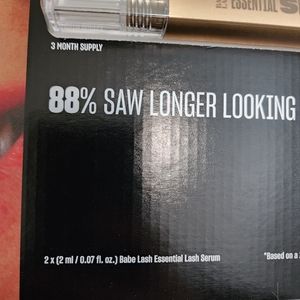 ESSENTIAL S
3 MONTH SUPPLY
88% SAW LONGER LOOKING
2 x (2 ml / 0.07 fl. oz.) Babe Lash Essential Lash Serum
*Based on a